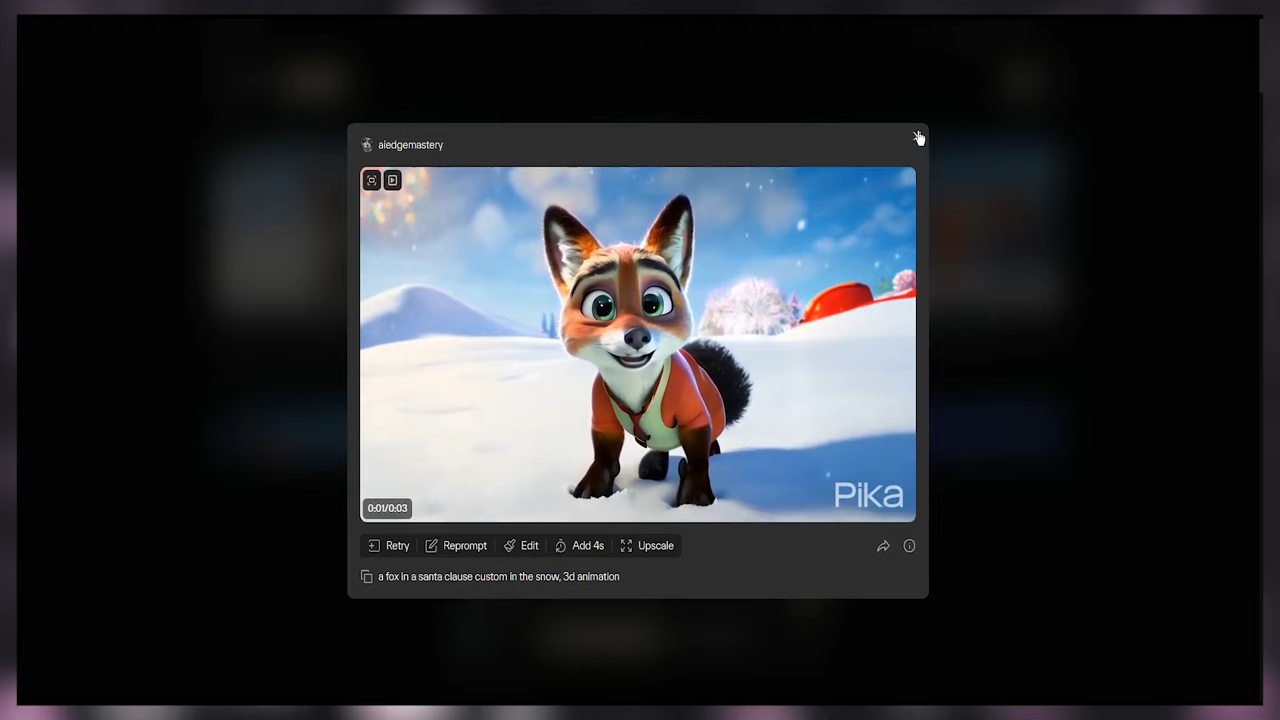 aiedgemastery
Pika
0:01/0:03
Retry Reprompt Edit Add 4s Upscale
a fox in a santa clause custom in the snow, 3d animation